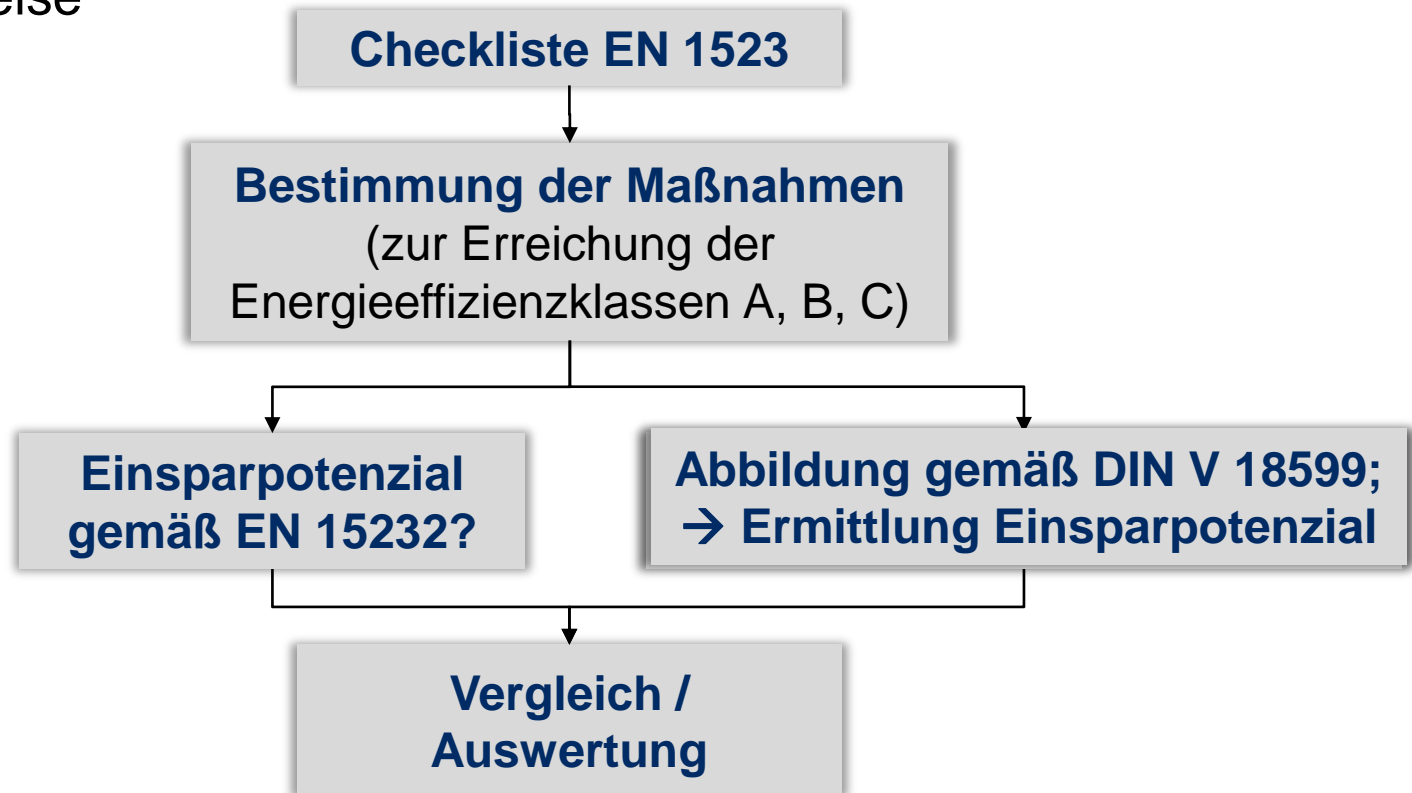 eise
Checkliste EN 1523
Bestimmung der Maßnahmen
(zur Erreichung der
Energieeffizienzklassen A, B, C)
Einsparpotenzial
gemäß EN 15232?
Abbildung gemäß DIN V 18599;
→ Ermittlung Einsparpotenzial
Vergleich /
Auswertung